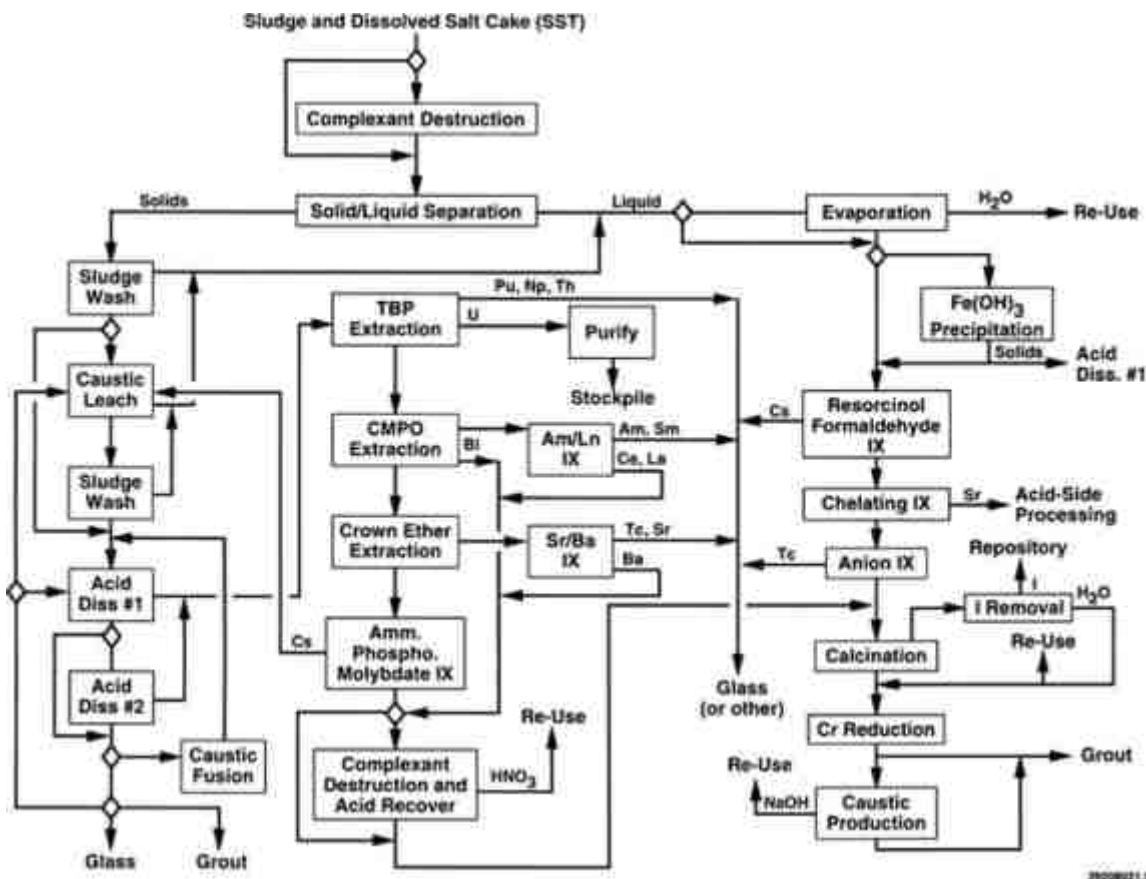 Sludge and Dissolved Salt Cake (SST)
Complexant Destruction
Solids
Solid/Liquid Separation
Liquid
Evaporation
H2O
Re-Use
Sludge
Wash
Pu, Np, Th
TBP
Extraction
U
Purify
Stockpile
Fe(OH)3
Precipitation
Solids
Acid
Diss. #1
Caustic
Leach
Cs
Resorcinol
Formaldehyde
IX
CMPO
Extraction
BI
Am/Ln
IX
Am, Sm
Ce, La
Sludge
Wash
Chelating IX
Sr
Acid-Side
Processing
Crown Ether
Extraction
Sr/Ba
IX
Tc, Sr
Ba
Tc
Anion IX
Repository
I
I Removal
H2O
Acid
Diss #1
Cs
Amm.
Phospho.
Molybdate IX
Calcination
Re-Use
Acid
Diss #2
Glass
(or other)
Re-Use
Cr Reduction
Caustic
Fusion
Complexant
Destruction and
Acid Recover
HNO3
Grout
Re-Use
NaOH
Caustic
Production
Glass
Grout